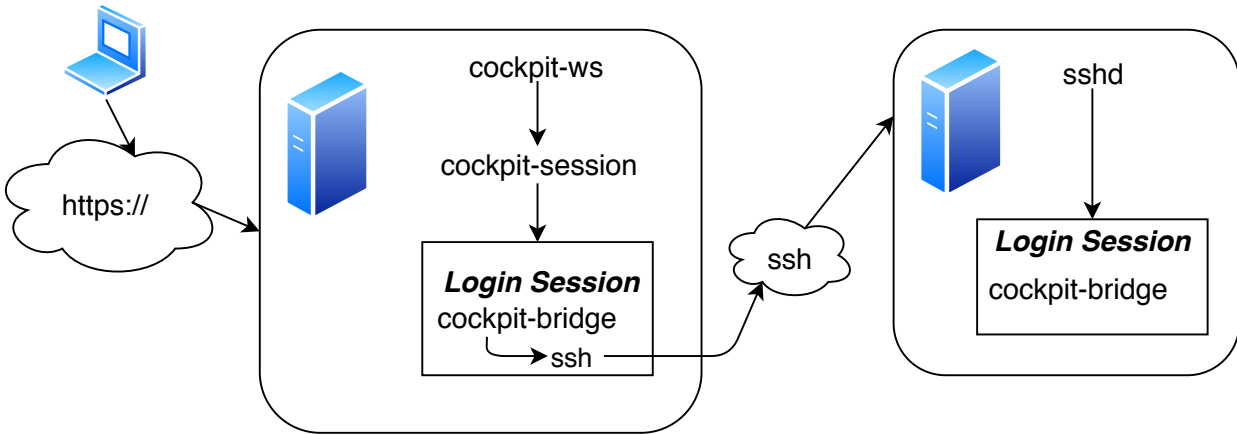 https://
cockpit-ws
cockpit-session
Login Session
cockpit-bridge
ssh
ssh
sshd
Login Session
cockpit-bridge